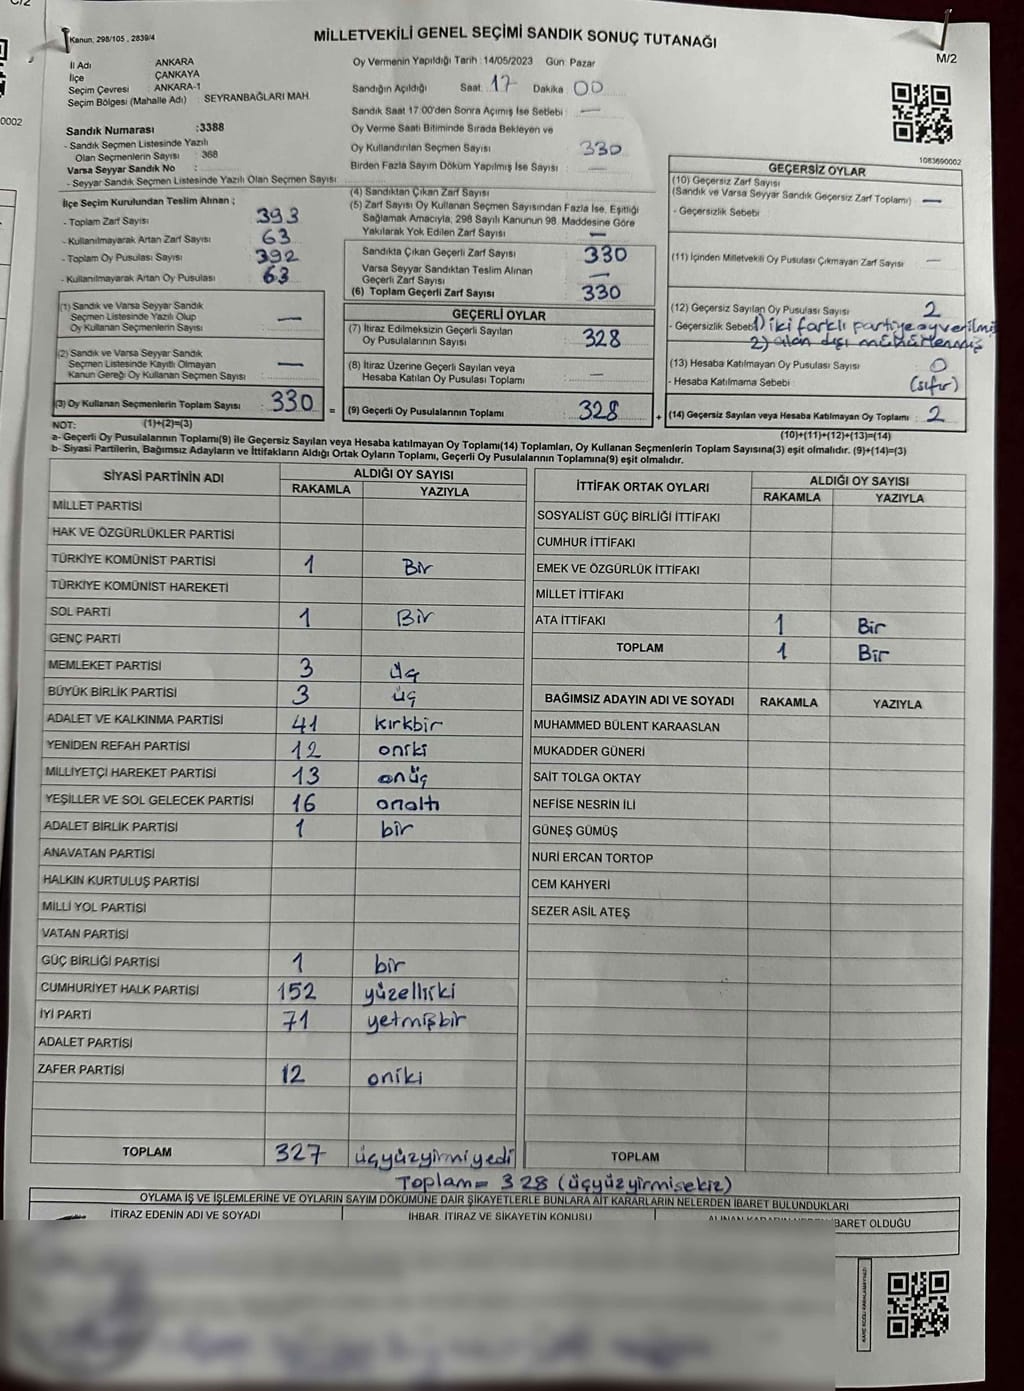 C/2
Kanun, 298/105, 2839/4
MİLLETVEKİLİ GENEL SEÇİMİ SANDIK SONUÇ TUTANAĞI
M/2
İl Adı ANKARA
İlçe ÇANKAYA
Seçim Çevresi ANKARA-1
Seçim Bölgesi (Mahalle Adı) : SEYRANBAĞLARI MAH.
0002
Sandık Numarası :3388
- Sandık Seçmen Listesinde Yazılı
Olan Seçmenlerin Sayısı : 368
Varsa Seyyar Sandık No :
- Seyyar Sandık Seçmen Listesinde Yazılı Olan Seçmen Sayısı :
Oy Vermenin Yapıldığı Tarih : 14/05/2023 Gün: Pazar
Sandığın Açıldığı Saat 17 Dakika 00
Sandık Saat 17:00'den Sonra Açımış İse Sebebi : —
Oy Verme Saati Bitiminde Sırada Bekleyen ve
Oy Kullandırılan Seçmen Sayısı 330
Birden Fazla Sayım Döküm Yapılmış İse Sayısı —
1083690002
İlçe Seçim Kurulundan Teslim Alınan ;
- Toplam Zarf Sayısı 393
- Kullanılmayarak Artan Zarf Sayısı 63
- Toplam Oy Pusulası Sayısı 392
- Kullanılmayarak Artan Oy Pusulası 63
(1) Sandık ve Varsa Seyyar Sandık
Seçmen Listesinde Yazılı Olup
Oy Kullanan Seçmenlerin Sayısı —
(2) Sandık ve Varsa Seyyar Sandık
Seçmen Listesinde Kayıtlı Olmayan
Kanun Gereği Oy Kullanan Seçmen Sayısı —
(3) Oy Kullanan Seçmenlerin Toplam Sayısı : 330 =
(4) Sandıktan Çıkan Zarf Sayısı
(5) Zarf Sayısı Oy Kullanan Seçmen Sayısından Fazla İse, Eşitliği
Sağlamak Amacıyla, 298 Sayılı Kanunun 98. Maddesine Göre
Yakılarak Yok Edilen Zarf Sayısı —
Sandıkta Çıkan Geçerli Zarf Sayısı 330
Varsa Seyyar Sandıktan Teslim Alınan
Geçerli Zarf Sayısı —
(6) Toplam Geçerli Zarf Sayısı 330
GEÇERLİ OYLAR
(7) İtiraz Edilmeksizin Geçerli Sayılan
Oy Pusulalarının Sayısı 328
(8) İtiraz Üzerine Geçerli Sayılan veya
Hesaba Katılan Oy Pusulası Toplamı —
(9) Geçerli Oy Pusulalarının Toplamı 328 +
GEÇERSİZ OYLAR
(10) Geçersiz Zarf Sayısı
(Sandık ve Varsa Seyyar Sandık Geçersiz Zarf Toplamı) —
- Geçersizlik Sebebi
(11) İçinden Milletvekili Oy Pusulası Çıkmayan Zarf Sayısı —
(12) Geçersiz Sayılan Oy Pusulası Sayısı 2
- Geçersizlik Sebebi 1) iki farklı partiye oy verilmiş
2) alan dışı mühürlenmiş
(13) Hesaba Katılmayan Oy Pusulası Sayısı 0
- Hesaba Katılmama Sebebi (sıfır)
(14) Geçersiz Sayılan veya Hesaba Katılmayan Oy Toplamı : 2
NOT: (1)+(2)=(3)
(10)+(11)+(12)+(13)=(14)
a- Geçerli Oy Pusulalarının Toplamı(9) ile Geçersiz Sayılan veya Hesaba katılmayan Oy Toplamı(14) Toplamları, Oy Kullanan Seçmenlerin Toplam Sayısına(3) eşit olmalıdır. (9)+(14)=(3)
b- Siyasi Partilerin, Bağımsız Adayların ve İttifakların Aldığı Ortak Oyların Toplamı, Geçerli Oy Pusulalarının Toplamına(9) eşit olmalıdır.
SİYASİ PARTİNİN ADI ALDIĞI OY SAYISI
RAKAMLA YAZIYLA
MİLLET PARTİSİ
HAK VE ÖZGÜRLÜKLER PARTİSİ
TÜRKİYE KOMÜNİST PARTİSİ 1 Bir
TÜRKİYE KOMÜNİST HAREKETİ
SOL PARTİ 1 Bir
GENÇ PARTİ
MEMLEKET PARTİSİ 3 üç
BÜYÜK BİRLİK PARTİSİ 3 üç
ADALET VE KALKINMA PARTİSİ 41 kırkbir
YENİDEN REFAH PARTİSİ 12 oniki
MİLLİYETÇİ HAREKET PARTİSİ 13 onüç
YEŞİLLER VE SOL GELECEK PARTİSİ 16 onaltı
ADALET BİRLİK PARTİSİ 1 bir
ANAVATAN PARTİSİ
HALKIN KURTULUŞ PARTİSİ
MİLLİ YOL PARTİSİ
VATAN PARTİSİ
GÜÇ BİRLİĞİ PARTİSİ 1 bir
CUMHURİYET HALK PARTİSİ 152 yüzelliiki
İYİ PARTİ 71 yetmişbir
ADALET PARTİSİ
ZAFER PARTİSİ 12 oniki
TOPLAM 327 üçyüzyirmiyedi
İTTİFAK ORTAK OYLARI ALDIĞI OY SAYISI
RAKAMLA YAZIYLA
SOSYALİST GÜÇ BİRLİĞİ İTTİFAKI
CUMHUR İTTİFAKI
EMEK VE ÖZGÜRLÜK İTTİFAKI
MİLLET İTTİFAKI
ATA İTTİFAKI 1 Bir
TOPLAM 1 Bir
BAĞIMSIZ ADAYIN ADI VE SOYADI RAKAMLA YAZIYLA
MUHAMMED BÜLENT KARAASLAN
MUKADDER GÜNERİ
SAİT TOLGA OKTAY
NEFİSE NESRİN İLİ
GÜNEŞ GÜMÜŞ
NURİ ERCAN TORTOP
CEM KAHYERİ
SEZER ASİL ATEŞ
TOPLAM
Toplam= 328 (üçyüzyirmisekiz)
OYLAMA İŞ VE İŞLEMLERİNE VE OYLARIN SAYIM DÖKÜMÜNE DAİR ŞİKAYETLERLE BUNLARA AİT KARARLARIN NELERDEN İBARET BULUNDUKLARI
İTİRAZ EDENİN ADI VE SOYADI İHBAR, İTİRAZ VE ŞİKAYETİN KONUSU ALINAN KARARIN NEDEN İBARET OLDUĞU